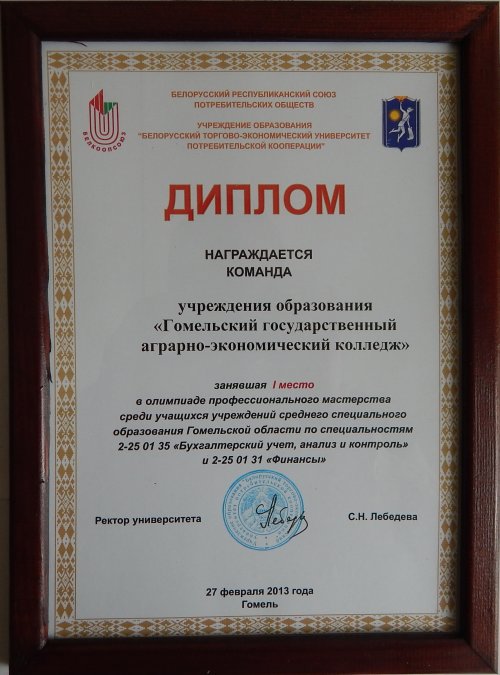 БЕЛОРУССКИЙ РЕСПУБЛИКАНСКИЙ СОЮЗ
ПОТРЕБИТЕЛЬСКИХ ОБЩЕСТВ
УЧРЕЖДЕНИЕ ОБРАЗОВАНИЯ
"БЕЛОРУССКИЙ ТОРГОВО-ЭКОНОМИЧЕСКИЙ УНИВЕРСИТЕТ
ПОТРЕБИТЕЛЬСКОЙ КООПЕРАЦИИ"
БЕЛКООПСОЮЗ
ДИПЛОМ
НАГРАЖДАЕТСЯ
КОМАНДА
учреждения образования
«Гомельский государственный
аграрно-экономический колледж»
занявшая I место
в олимпиаде профессионального мастерства
среди учащихся учреждений среднего специального
образования Гомельской области по специальностям
2-25 01 35 «Бухгалтерский учет, анализ и контроль»
и 2-25 01 31 «Финансы»
Ректор университета
С.Н. Лебедева
27 февраля 2013 года
Гомель